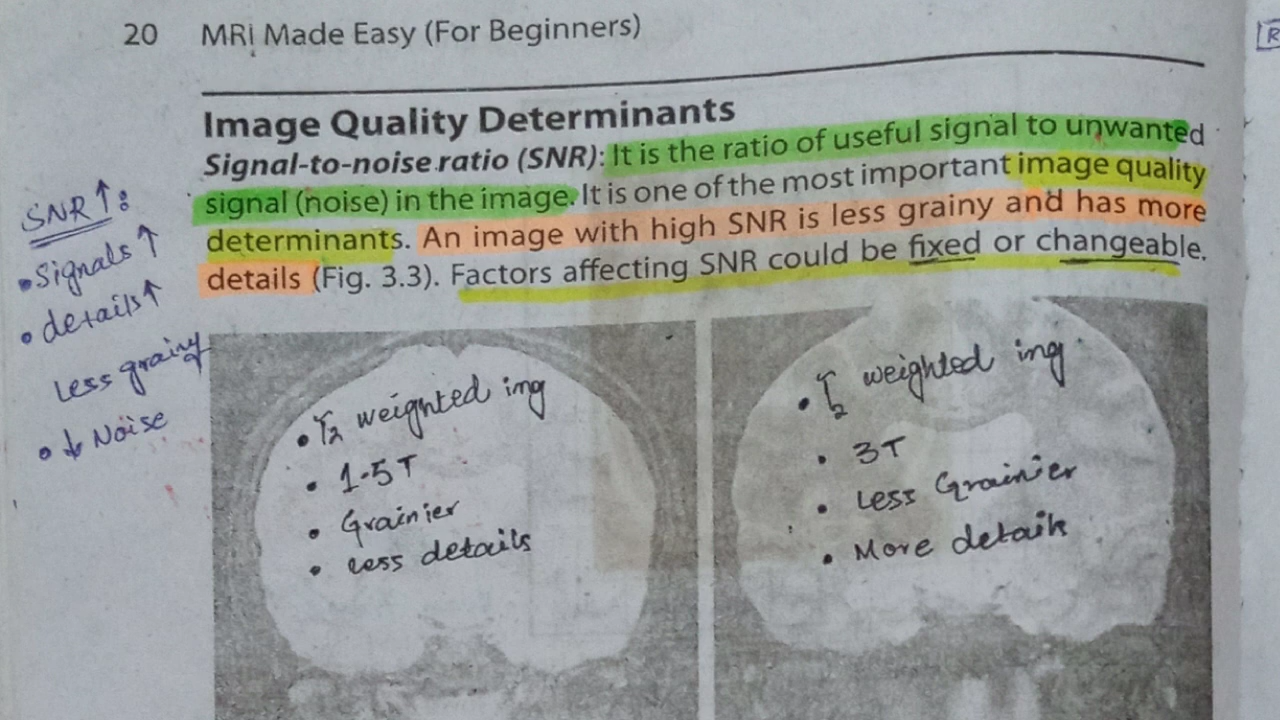 20 MRI Made Easy (For Beginners)
Image Quality Determinants
Signal-to-noise ratio (SNR): It is the ratio of useful signal to unwanted
signal (noise) in the image. It is one of the most important image quality
determinants. An image with high SNR is less grainy and has more
details (Fig. 3.3). Factors affecting SNR could be fixed or changeable.
SNR↑:
• Signals ↑
• details ↑
Less grainy
• ↓ Noise
• T2 weighted img
• 1.5T
• Grainier
• Less details
• T2 weighted img
• 3T
• Less Grainier
• More details
R